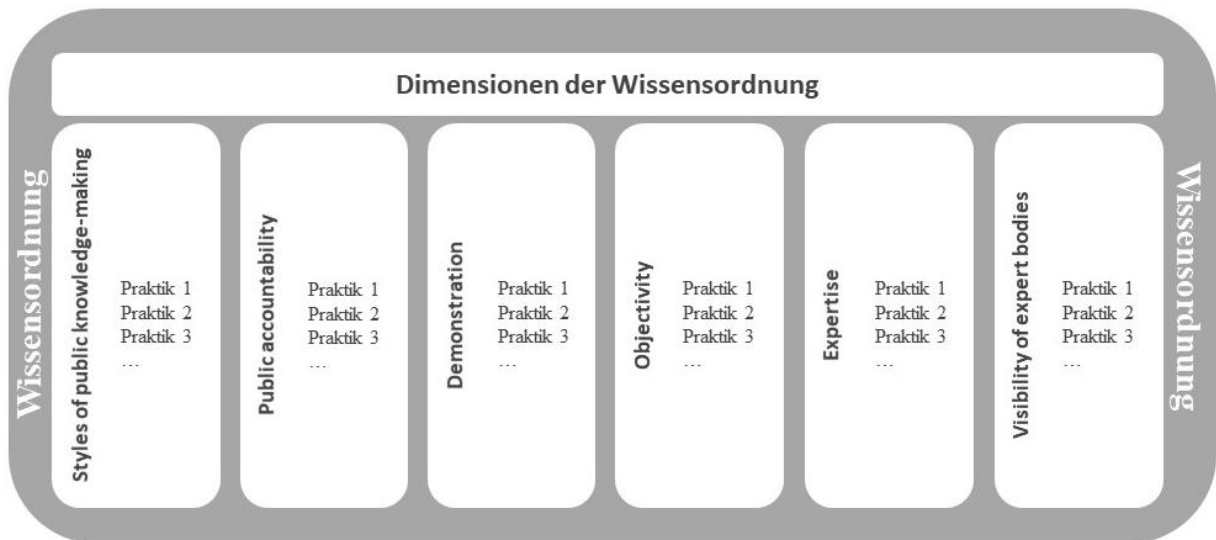 Dimensionen der Wissensordnung
Wissensordnung
Styles of public knowledge-making
Praktik 1
Praktik 2
Praktik 3
…
Public accountability
Praktik 1
Praktik 2
Praktik 3
…
Demonstration
Praktik 1
Praktik 2
Praktik 3
…
Objectivity
Praktik 1
Praktik 2
Praktik 3
…
Expertise
Praktik 1
Praktik 2
Praktik 3
…
Visibility of expert bodies
Praktik 1
Praktik 2
Praktik 3
…
Wissensordnung